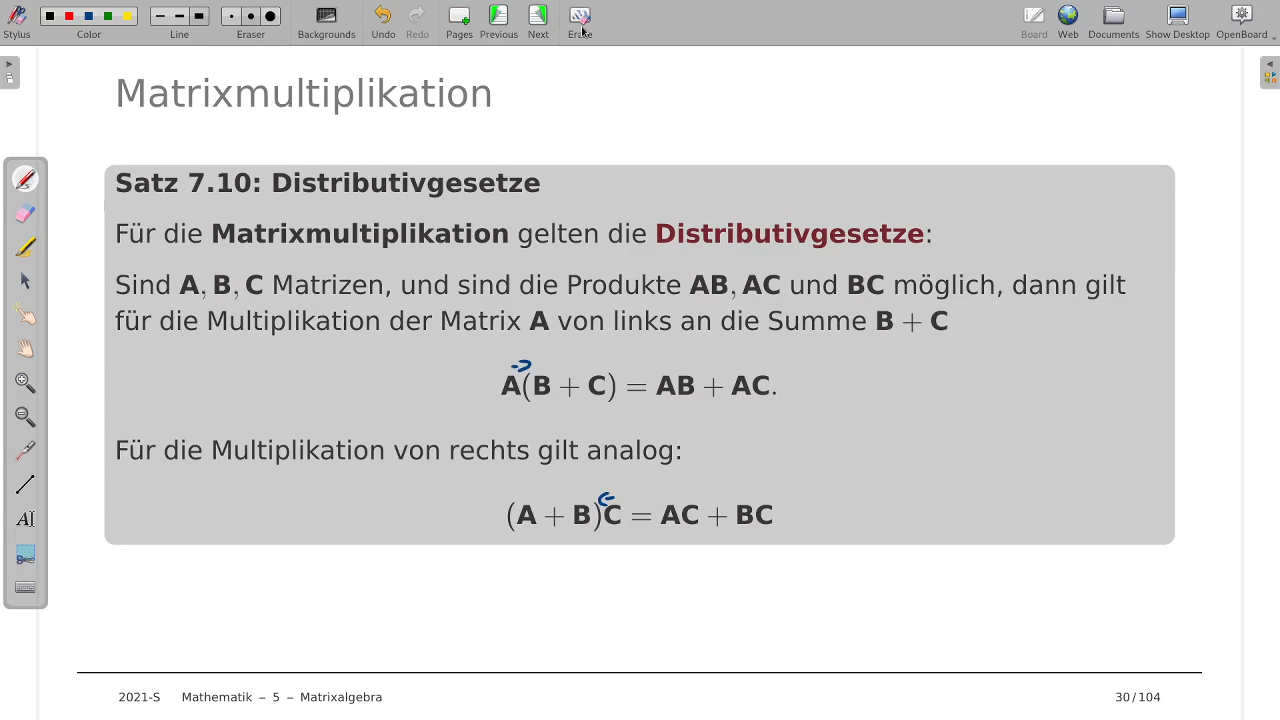 Stylus Color Line Eraser Backgrounds Undo Redo Pages Previous Next Erase Board Web Documents Show Desktop OpenBoard
Matrixmultiplikation
Satz 7.10: Distributivgesetze
Für die Matrixmultiplikation gelten die Distributivgesetze:
Sind A, B, C Matrizen, und sind die Produkte AB, AC und BC möglich, dann gilt
für die Multiplikation der Matrix A von links an die Summe B + C
A(B + C) = AB + AC.
Für die Multiplikation von rechts gilt analog:
(A + B)C = AC + BC
2021-S Mathematik – 5 – Matrixalgebra 30/104